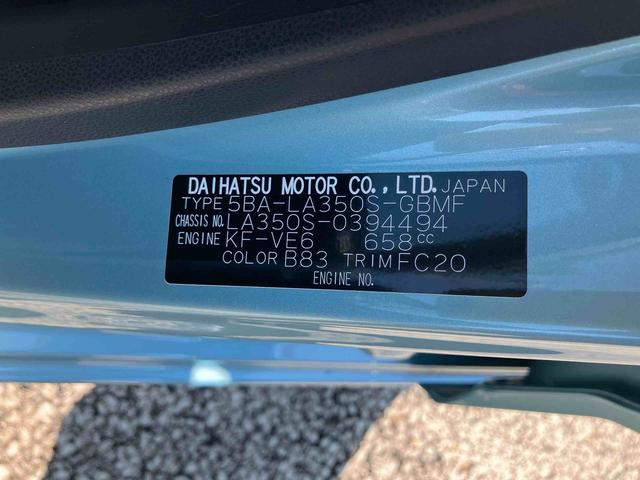 DAIHATSU MOTOR CO., LTD. JAPAN
TYPE 5BA-LA350S-GBMF
CHASSIS NO. LA350S-0394494
ENGINE KF-VE6 658cc
COLOR B83 TRIM FC20
ENGINE NO.